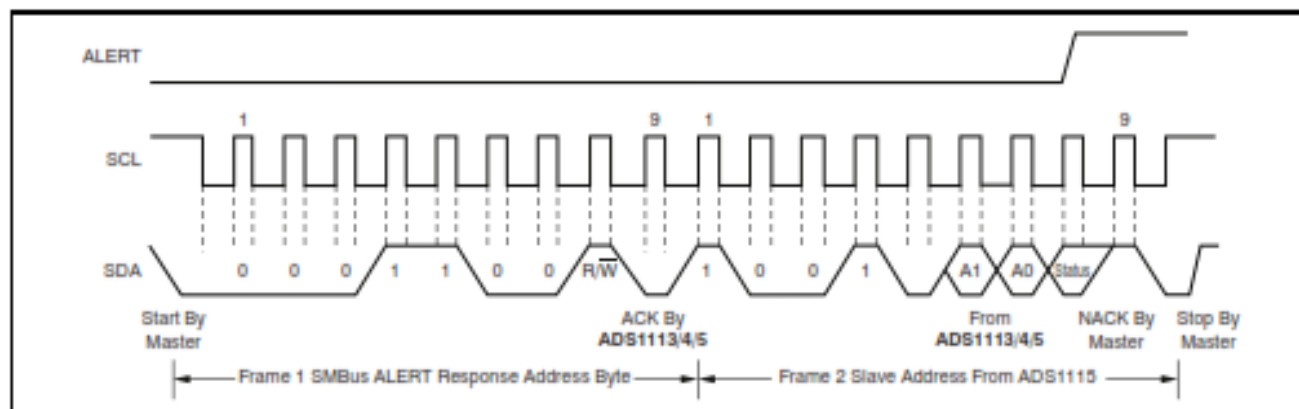 ALERT
1 9 1 9
SCL
SDA 0 0 0 1 1 0 0 R/W 1 0 0 1 A1 A0 Status
Start By ACK By From NACK By Stop By
Master ADS1113/4/5 ADS1113/4/5 Master Master
Frame 1 SMBus ALERT Response Address Byte Frame 2 Slave Address From ADS1115